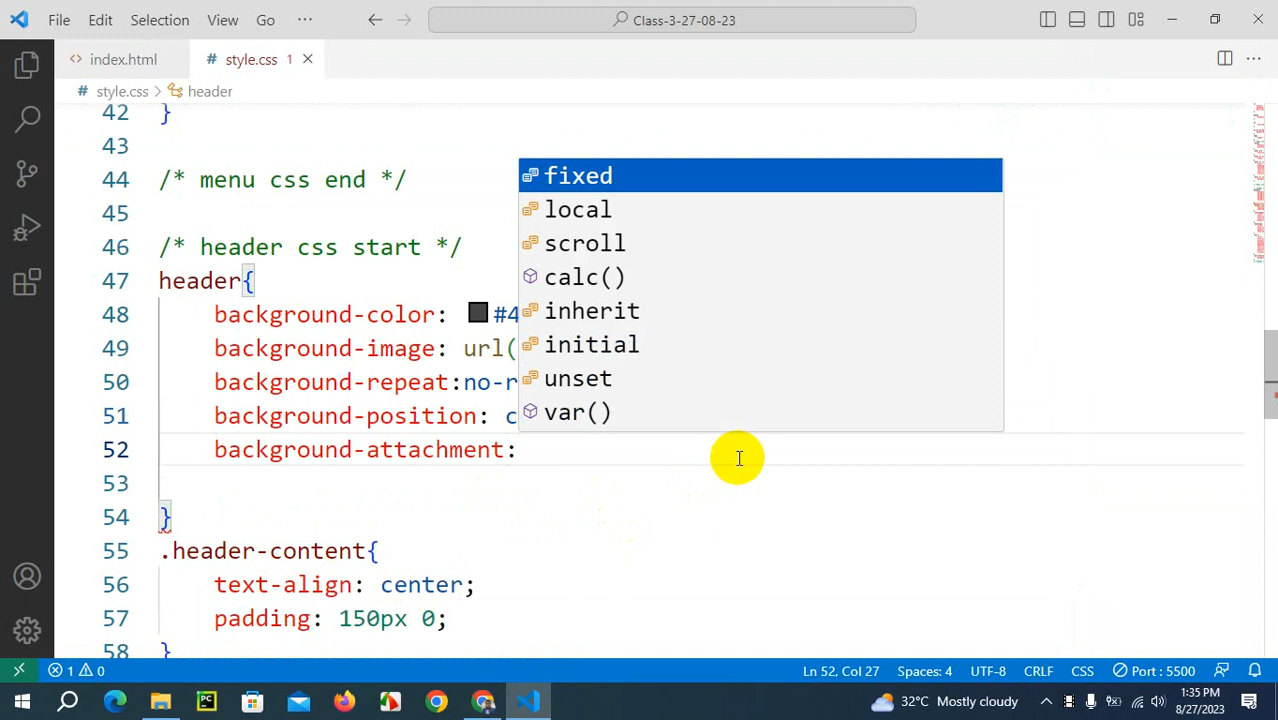 File Edit Selection View Go ··· Class-3-27-08-23
index.html # style.css 1
# style.css > header
42 }
43
44 /* menu css end */
45
46 /* header css start */
47 header{
48 background-color: #4
49 background-image: url(
50 background-repeat:no-r
51 background-position: c
52 background-attachment:
53
54 }
55 .header-content{
56 text-align: center;
57 padding: 150px 0;
58 }
fixed
local
scroll
calc()
inherit
initial
unset
var()
1 0 Ln 52, Col 27 Spaces: 4 UTF-8 CRLF CSS Port : 5500
PC 32°C Mostly cloudy 1:35 PM
8/27/2023